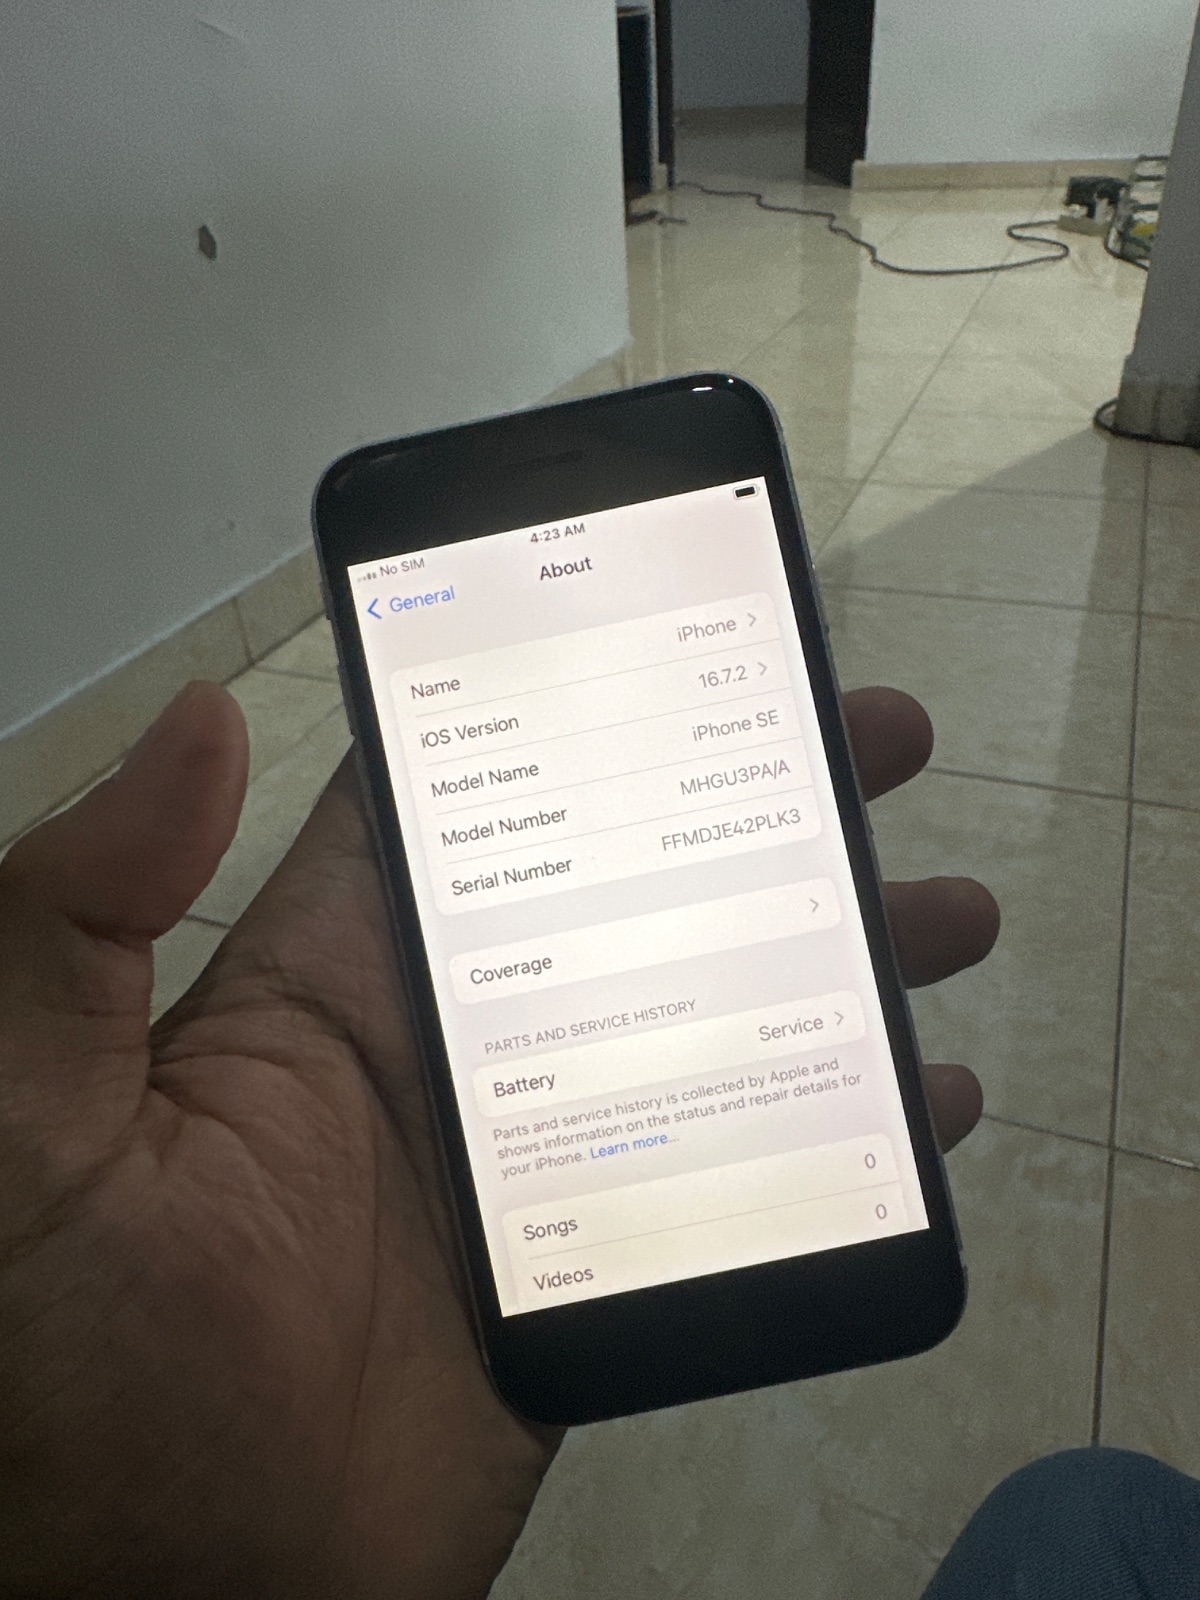 4:23 AM
No SIM
About
General
Name iPhone
iOS Version 16.7.2
Model Name iPhone SE
Model Number MHGU3PA/A
Serial Number FFMDJE42PLK3
Coverage
PARTS AND SERVICE HISTORY
Battery Service
Parts and service history is collected by Apple and
shows information on the status and repair details for
your iPhone. Learn more...
Songs 0
Videos 0